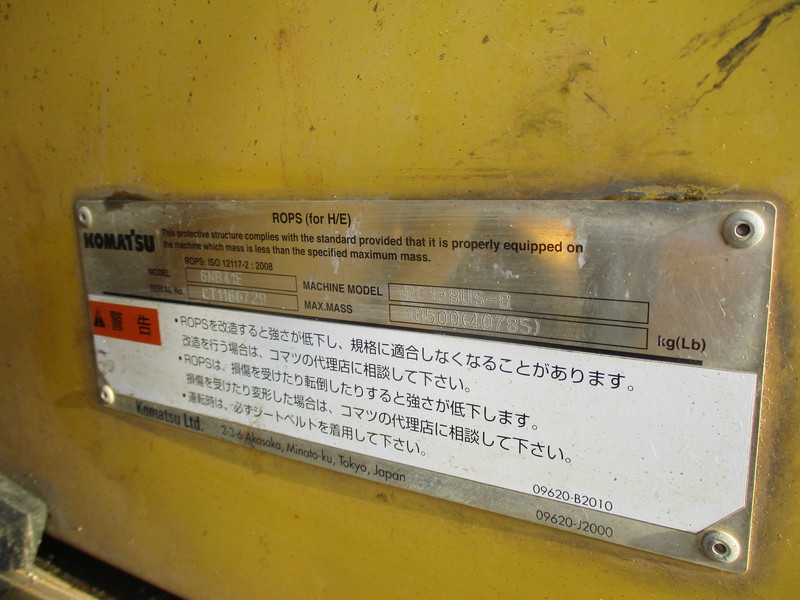 ROPS (for H/E)
KOMATSU
This protective structure complies with the standard provided that it is properly equipped on
the machine which mass is less than the specified maximum mass.
ROPS: ISO 12117-2 : 2008
MODEL
SERIAL No.
MACHINE MODEL PC138US-8
MAX.MASS 18500(40785) kg(Lb)
警告
・ROPSを改造すると強さが低下し、規格に適合しなくなることがあります。
改造を行う場合は、コマツの代理店に相談して下さい。
・ROPSは、損傷を受けたり転倒したりすると強さが低下します。
損傷を受けたり変形した場合は、コマツの代理店に相談して下さい。
・運転時は、必ずシートベルトを着用して下さい。
Komatsu Ltd. 2-3-6 Akasaka, Minato-ku, Tokyo, Japan
09620-B2010
09620-J2000